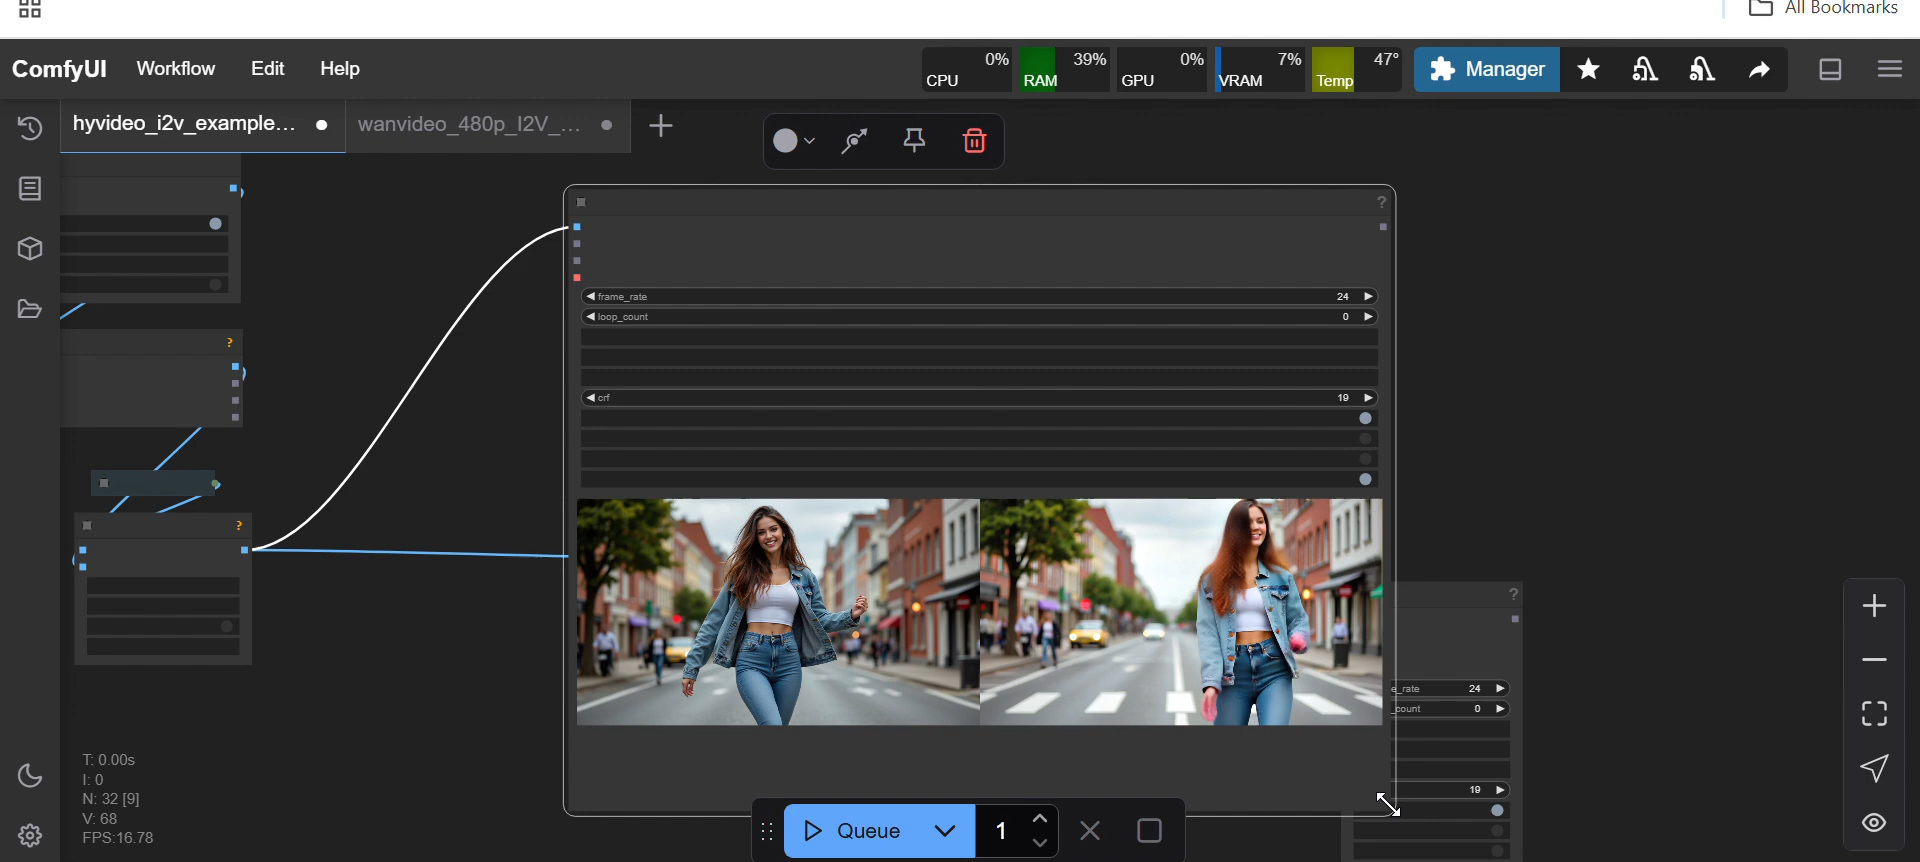 All Bookmarks
ComfyUI Workflow Edit Help
CPU 0% RAM 39% GPU 0% VRAM 7% Temp 47° Manager
hyvideo_i2v_example... wanvideo_480p_I2V_...
?
frame_rate 24
loop_count 0
?
crf 19
?
?
e_rate 24
_count 0
19
T: 0.00s
I: 0
N: 32 [9]
V: 68
FPS:16.78
Queue 1